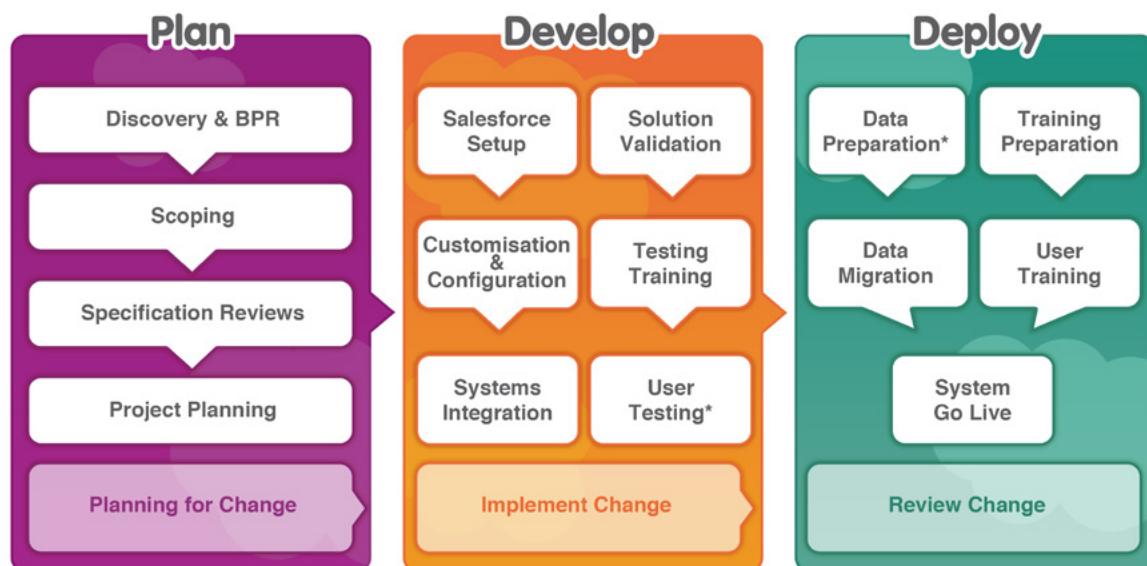 Plan
Discovery & BPR
Scoping
Specification Reviews
Project Planning
Planning for Change
Develop
Salesforce
Setup
Customisation
&
Configuration
Systems
Integration
Solution
Validation
Testing
Training
User
Testing*
Implement Change
Deploy
Data
Preparation*
Data
Migration
Training
Preparation
User
Training
System
Go Live
Review Change